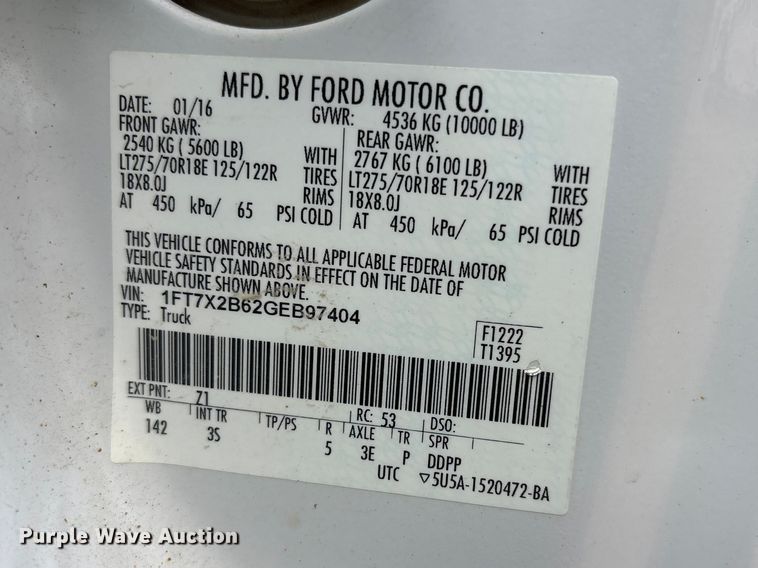 MFD. BY FORD MOTOR CO.
DATE: 01/16 GVWR: 4536 KG (10000 LB)
FRONT GAWR: REAR GAWR:
2540 KG ( 5600 LB) WITH 2767 KG ( 6100 LB) WITH
LT275/70R18E 125/122R TIRES LT275/70R18E 125/122R TIRES
18X8.0J RIMS 18X8.0J RIMS
AT 450 kPa/ 65 PSI COLD AT 450 kPa/ 65 PSI COLD
THIS VEHICLE CONFORMS TO ALL APPLICABLE FEDERAL MOTOR
VEHICLE SAFETY STANDARDS IN EFFECT ON THE DATE OF
MANUFACTURE SHOWN ABOVE.
VIN: 1FT7X2B62GEB97404
TYPE: Truck
F1222
T1395
EXT PNT: Z1 RC: 53 DSO:
WB INT TR TP/PS R AXLE TR SPR
142 3S 5 3E P DDPP
UTC ▽5U5A-1520472-BA
Purple Wave Auction